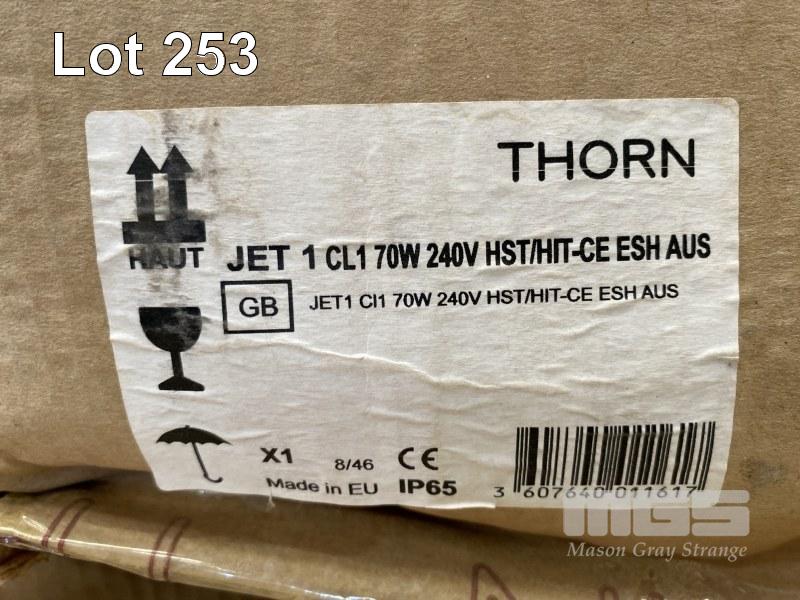 Lot 253
THORN
HAUT
JET 1 CL1 70W 240V HST/HIT-CE ESH AUS
GB
JET1 Cl1 70W 240V HST/HIT-CE ESH AUS
X1
8/46
CE
Made in EU
IP65
3 607640 011617
MGS
Mason Gray Strange